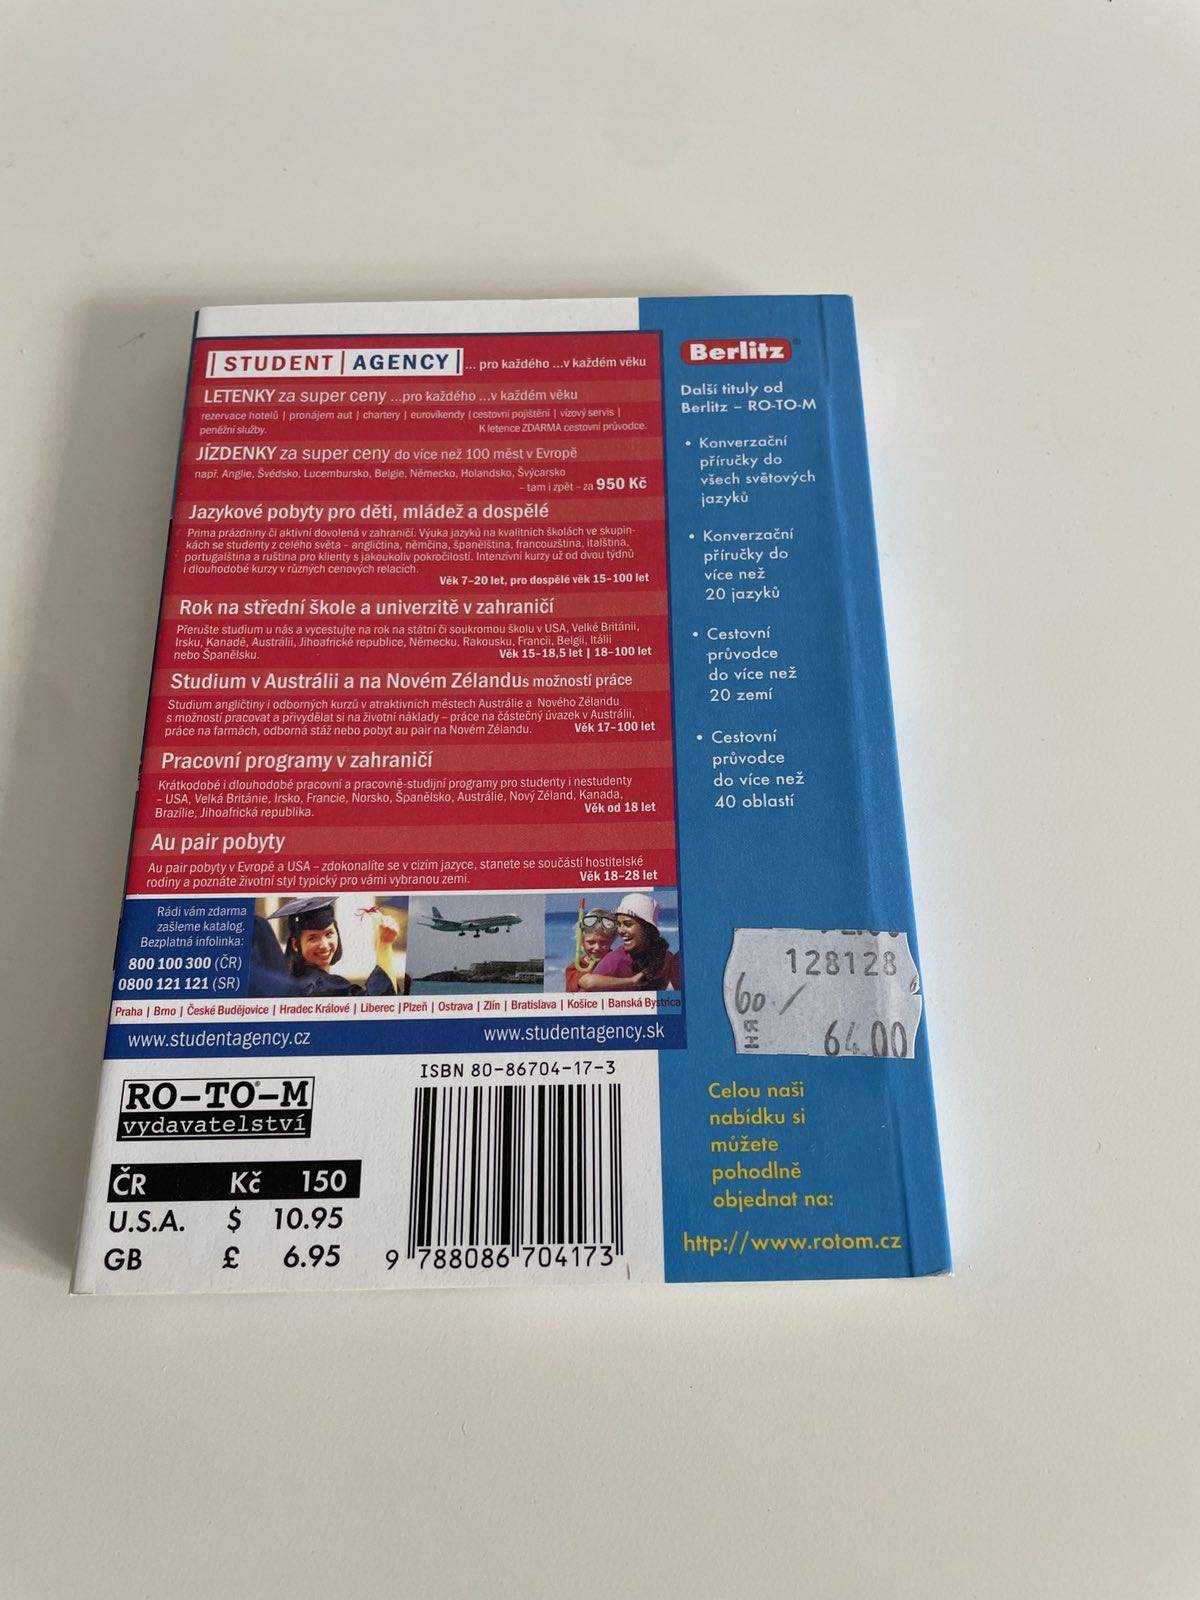 STUDENT AGENCY ... pro každého ...v každém věku
LETENKY za super ceny ...pro každého ...v každém věku
rezervace hotelů | pronájem aut | chartery | eurovíkendy | cestovní pojištění | vízový servis |
peněžní služby. K letence ZDARMA cestovní průvodce.
JÍZDENKY za super ceny do více než 100 měst v Evropě
např. Anglie, Švédsko, Lucembursko, Belgie, Německo, Holandsko, Švýcarsko
– tam i zpět – za 950 Kč
Jazykové pobyty pro děti, mládež a dospělé
Prima prázdniny či aktivní dovolená v zahraničí. Výuka jazyků na kvalitních školách ve skupin-
kách se studenty z celého světa – angličtina, němčina, španělština, francouzština, italština,
portugalština a ruština pro klienty s jakoukoliv pokročilostí. Intenzivní kurzy už od dvou týdnů
i dlouhodobé kurzy v různých cenových relacích.
Věk 7–20 let, pro dospělé věk 15–100 let
Rok na střední škole a univerzitě v zahraničí
Přerušte studium u nás a vycestujte na rok na státní či soukromou školu v USA, Velké Británii,
Irsku, Kanadě, Austrálii, Jihoafrické republice, Německu, Rakousku, Francii, Belgii, Itálii
nebo Španělsku. Věk 15–18,5 let | 18–100 let
Studium v Austrálii a na Novém Zélandu s možností práce
Studium angličtiny i odborných kurzů v atraktivních městech Austrálie a Nového Zélandu
s možností pracovat a přivydělat si na životní náklady – práce na částečný úvazek v Austrálii,
práce na farmách, odborná stáž nebo pobyt au pair na Novém Zélandu. Věk 17–100 let
Pracovní programy v zahraničí
Krátkodobé i dlouhodobé pracovní a pracovně-studijní programy pro studenty i nestudenty
– USA, Velká Británie, Irsko, Francie, Norsko, Španělsko, Austrálie, Nový Zéland, Kanada,
Brazílie, Jihoafrická republika. Věk od 18 let
Au pair pobyty
Au pair pobyty v Evropě a USA – zdokonalíte se v cizím jazyce, stanete se součástí hostitelské
rodiny a poznáte životní styl typický pro vámi vybranou zemi. Věk 18–28 let
Rádi vám zdarma
zašleme katalog.
Bezplatná infolinka:
800 100 300 (ČR)
0800 121 121 (SR)
Praha | Brno | České Budějovice | Hradec Králové | Liberec | Plzeň | Ostrava | Zlín | Bratislava | Košice | Banská Bystrica
www.studentagency.cz www.studentagency.sk
RO–TO–M
vydavatelství
ČR Kč 150
U.S.A. $ 10.95
GB £ 6.95
ISBN 80-86704-17-3
9 788086 704173
Berlitz®
Další tituly od
Berlitz – RO-TO-M
• Konverzační
příručky do
všech světových
jazyků
• Konverzační
příručky do
více než
20 jazyků
• Cestovní
průvodce
do více než
20 zemí
• Cestovní
průvodce
do více než
40 oblastí
128128
60.-/
HR
64.00
Celou naši
nabídku si
můžete
pohodlně
objednat na:
http://www.rotom.cz